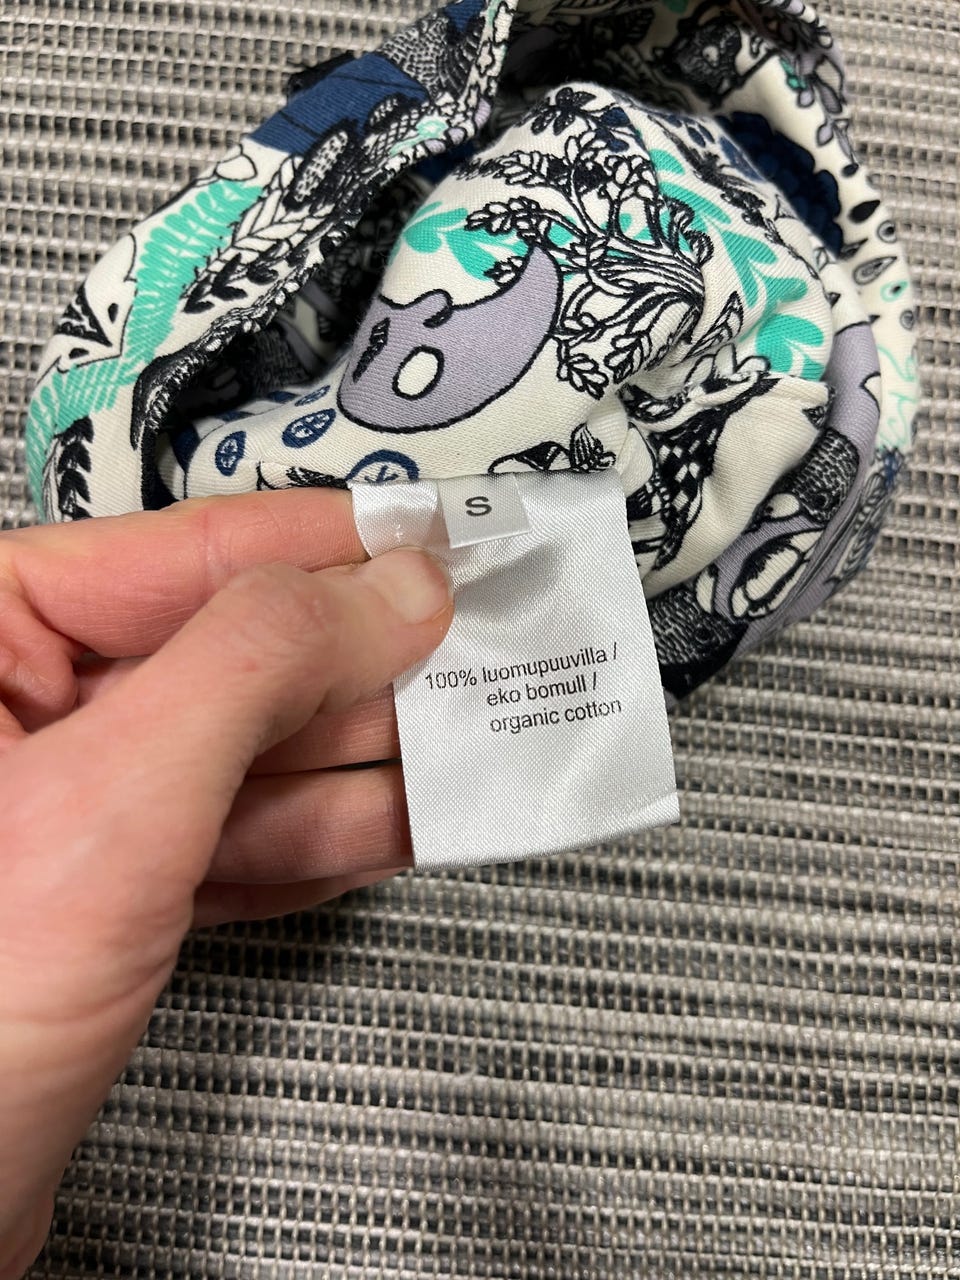 S
100% luomupuuvilla /
eko bomull /
organic cotton